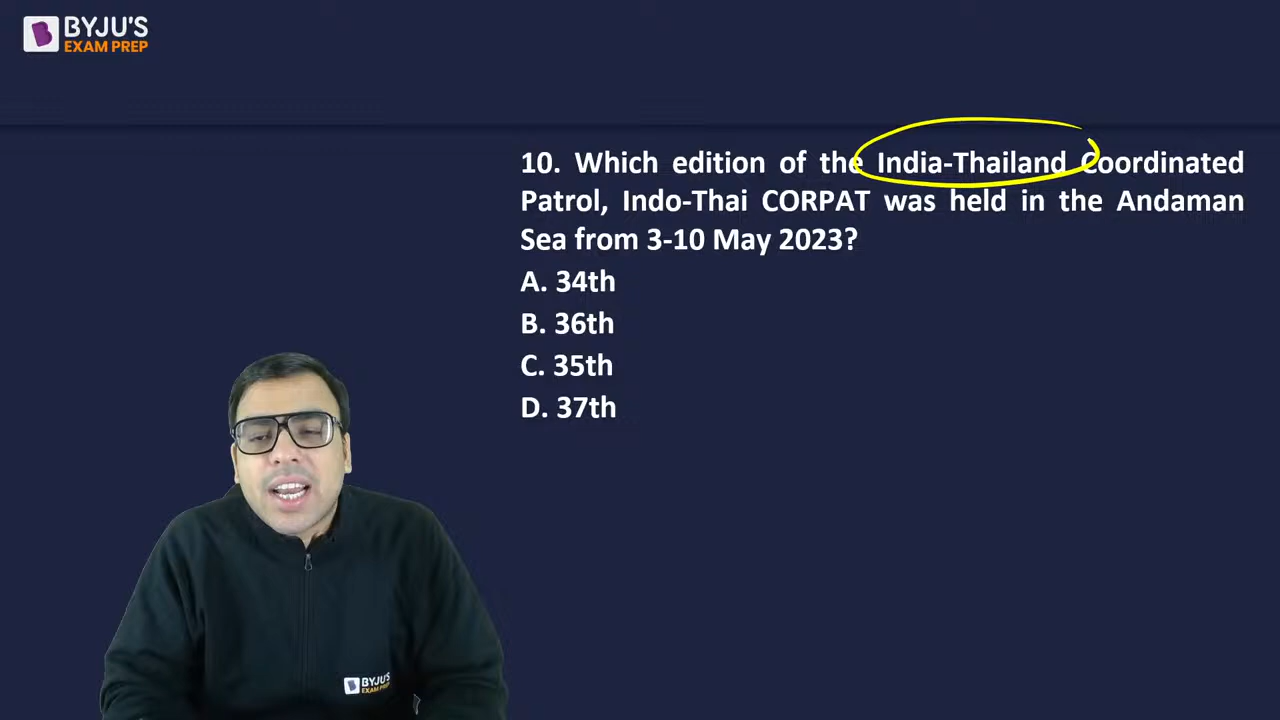 BYJU'S
EXAM PREP
10. Which edition of the India-Thailand Coordinated
Patrol, Indo-Thai CORPAT was held in the Andaman
Sea from 3-10 May 2023?
A. 34th
B. 36th
C. 35th
D. 37th
BYJU'S
EXAM PREP